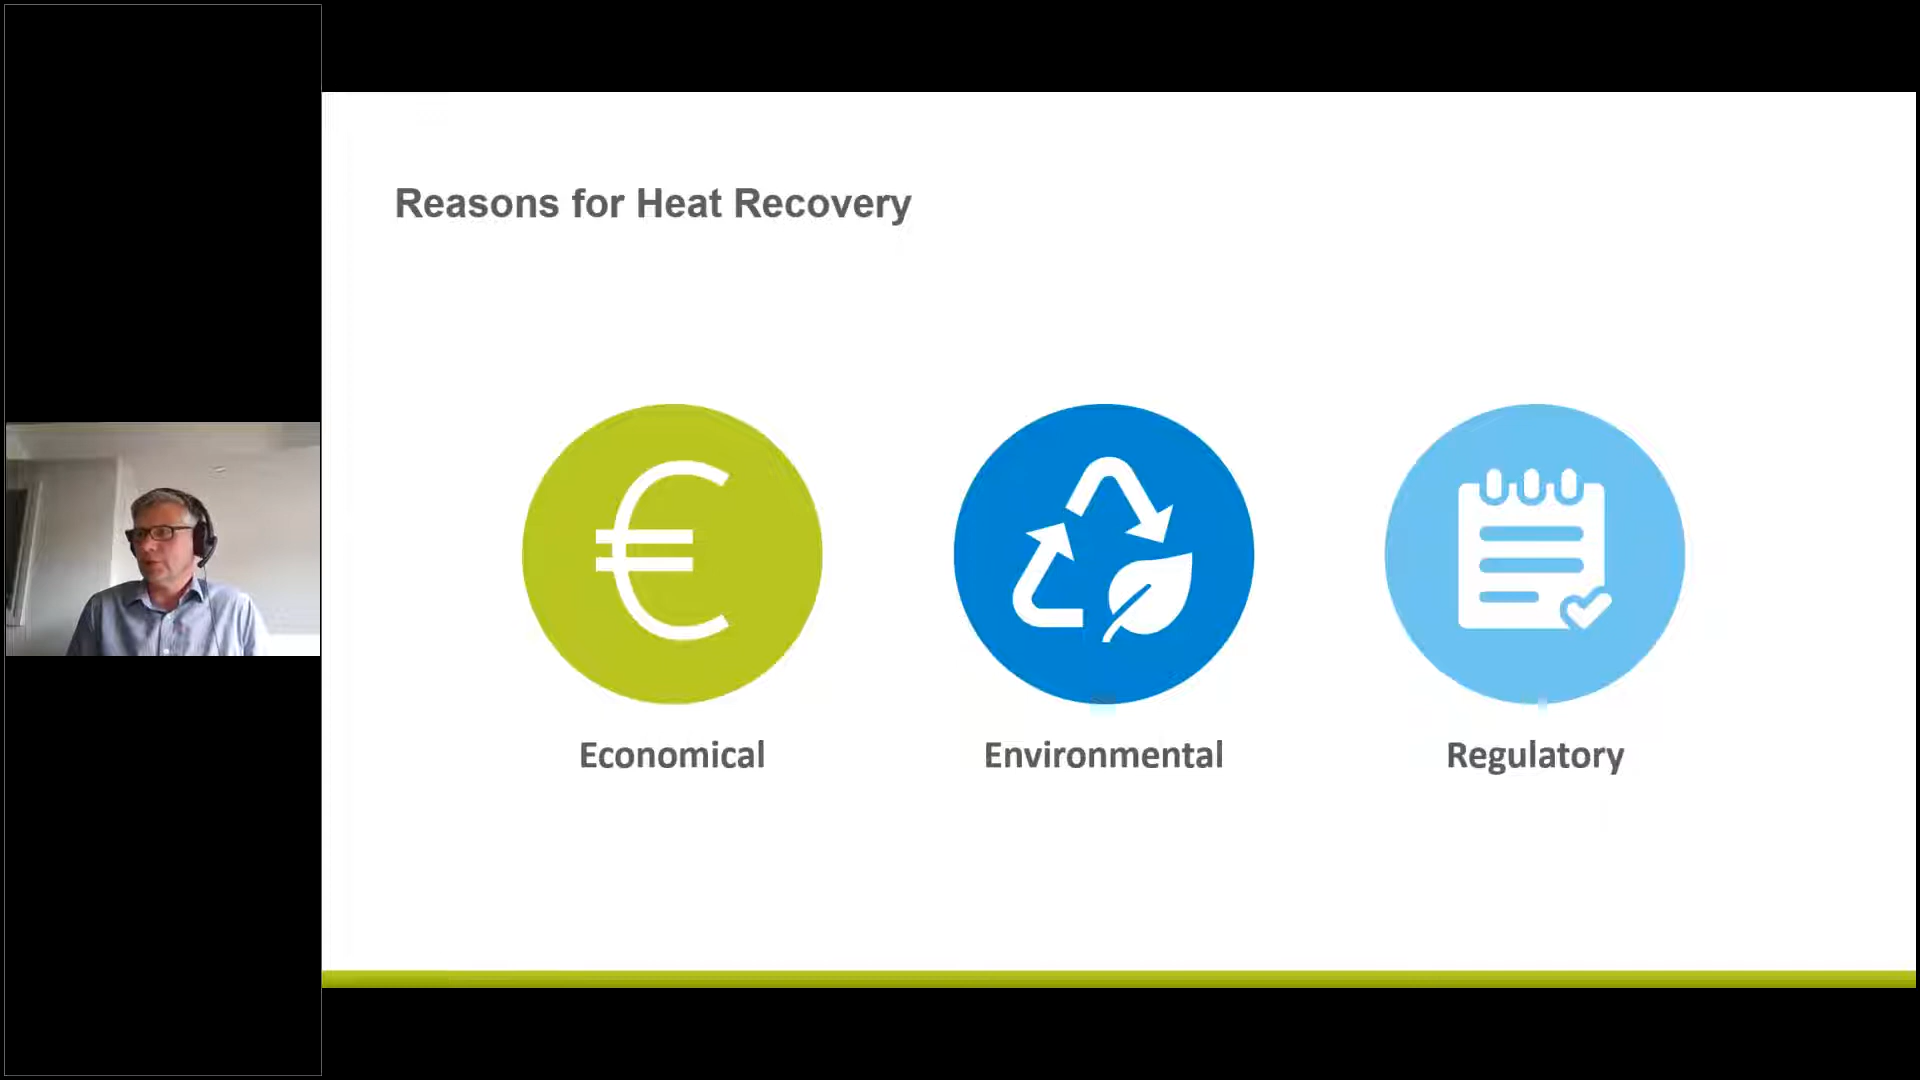 Reasons for Heat Recovery
€
Economical
Environmental
Regulatory